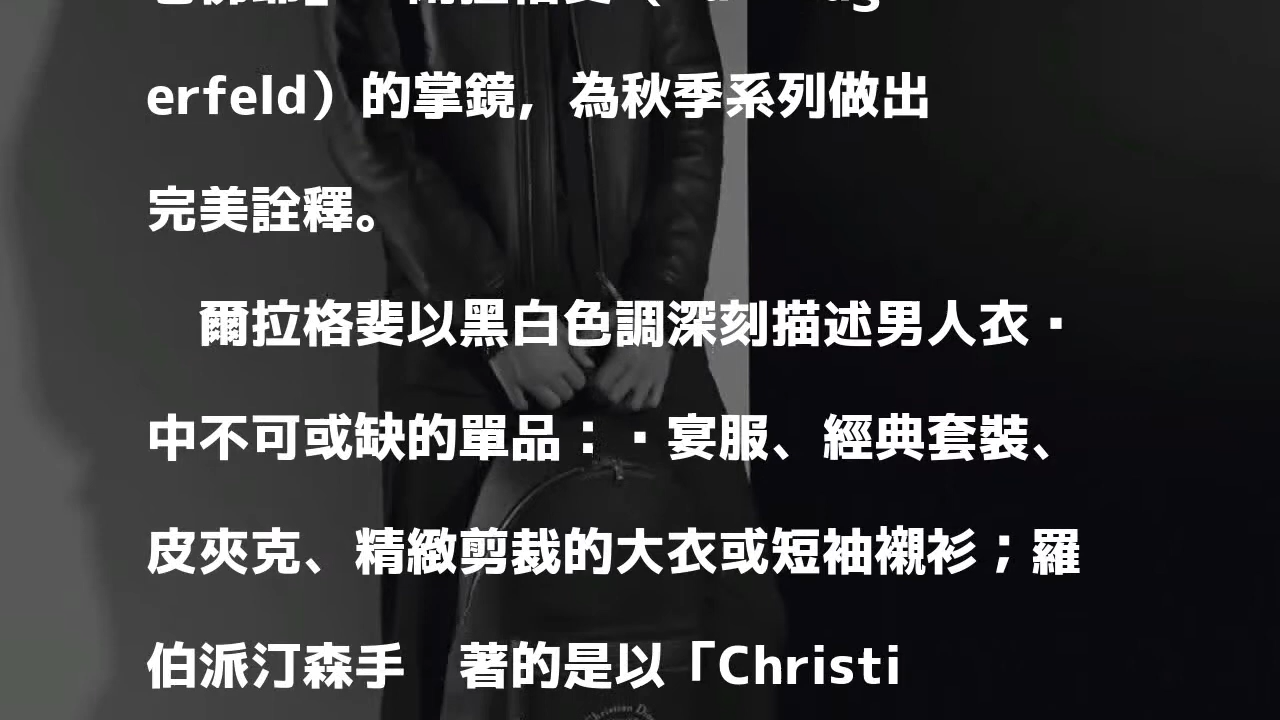 erfeld）的掌鏡，為秋季系列做出
完美詮釋。
爾拉格斐以黑白色調深刻描述男人衣▪
中不可或缺的單品：▪宴服、經典套裝、
皮夾克、精緻剪裁的大衣或短袖襯衫；羅
伯派汀森手　著的是以「Christi
Christian Dior